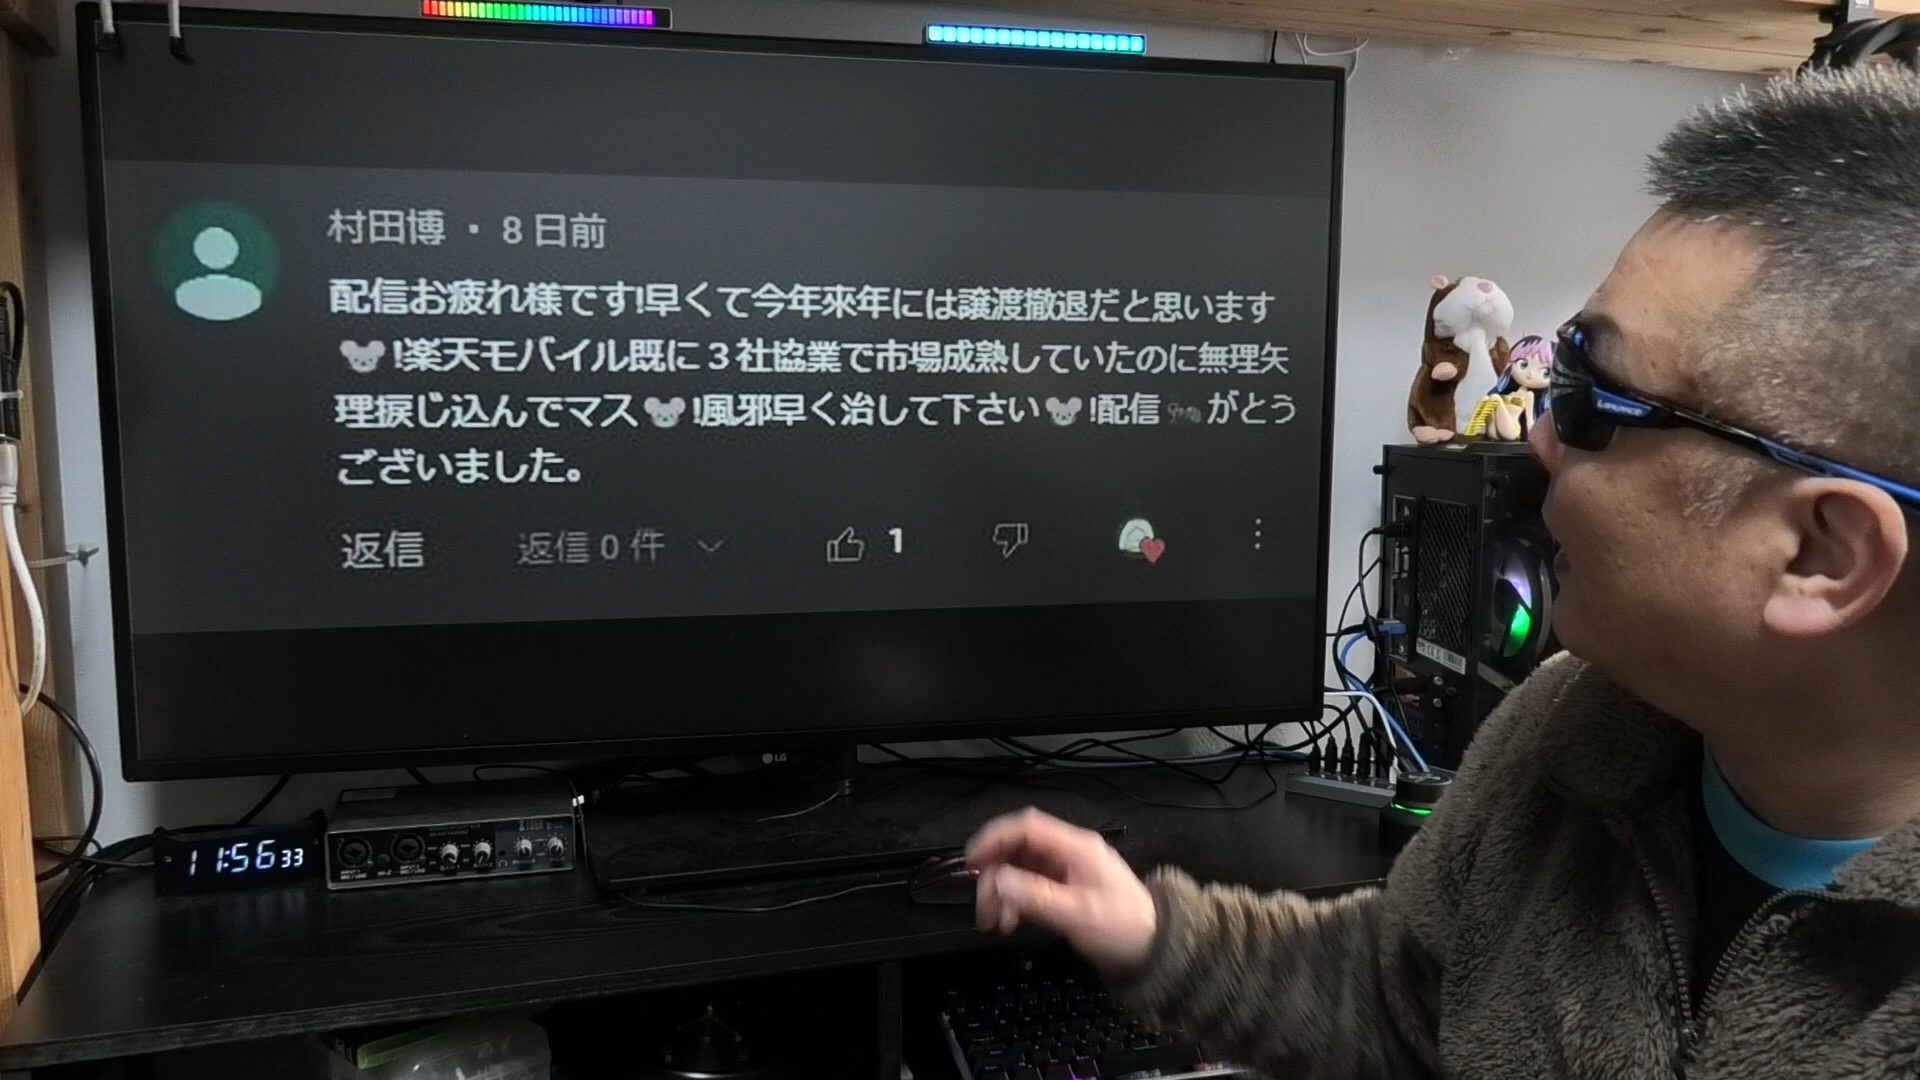 村田博・8日前
配信お疲れ様です!早くて今年來年には譲渡撤退だと思います
🐭!楽天モバイル既に3社協業で市場成熟していたのに無理矢
理捩じ込んでマス🐭!風邪早く治して下さい🐭!配信 がとう
ございました。
返信 返信0件 1
LG
11:56 33